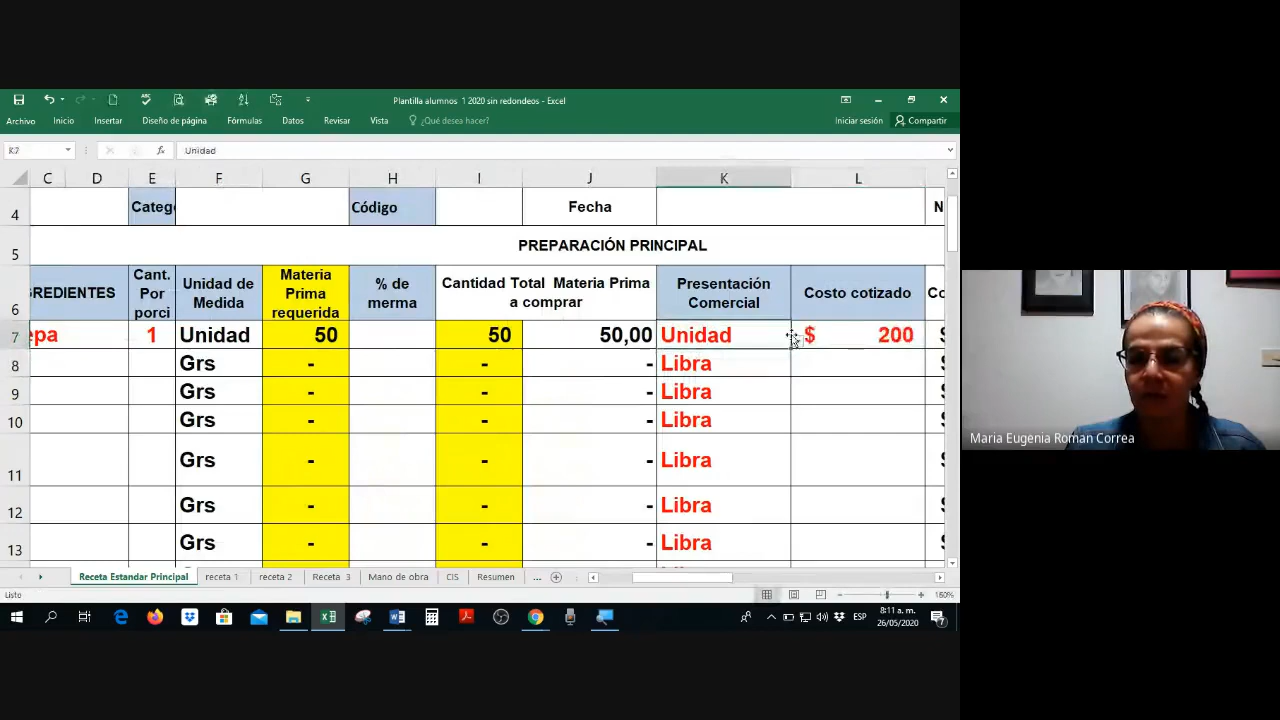 Plantilla alumnos 1 2020 sin redondeos - Excel
Archivo Inicio Insertar Diseño de página Fórmulas Datos Revisar Vista ¿Qué desea hacer? Iniciar sesión Compartir
K7 fx Unidad
C D E F G H I J K L
4 Catego Código Fecha N
5 PREPARACIÓN PRINCIPAL
6 GREDIENTES Cant. Por porci Unidad de Medida Materia Prima requerida % de merma Cantidad Total Materia Prima a comprar Presentación Comercial Costo cotizado Co
7 epa 1 Unidad 50 50 50,00 Unidad $ 200 $
8 Grs - - - Libra
9 Grs - - - Libra
10 Grs - - - Libra
11 Grs - - - Libra
12 Grs - - - Libra
13 Grs - - - Libra
Receta Estandar Principal receta 1 receta 2 Receta 3 Mano de obra CIS Resumen ...
Listo 160%
8:11 a. m.
ESP
26/05/2020
7
Maria Eugenia Roman Correa